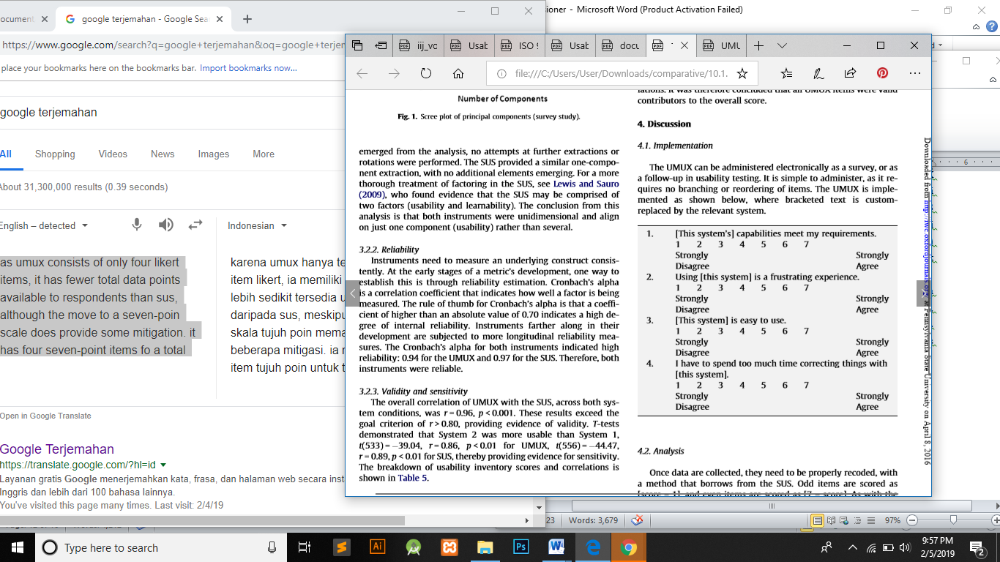 ocument
google terjemahan - Google Sea
https://www.google.com/search?q=google+terjemahan&oq=google+terjem
place your bookmarks here on the bookmarks bar. Import bookmarks now...
google terjemahan
All Shopping Videos News Images More
About 31,300,000 results (0.39 seconds)
English – detected
Indonesian
as umux consists of only four likert
items, it has fewer total data points
available to respondents than sus,
although the move to a seven-poin
scale does provide some mitigation. it
has four seven-point items fo a total
karena umux hanya te
item likert, ia memiliki
lebih sedikit tersedia u
daripada sus, meskipu
skala tujuh poin mema
beberapa mitigasi. ia r
item tujuh poin untuk t
Open in Google Translate
Google Terjemahan
https://translate.google.com/?hl=id
Layanan gratis Google menerjemahkan kata, frasa, dan halaman web secara inst
Inggris dan lebih dari 100 bahasa lainnya.
You've visited this page many times. Last visit: 2/4/19
sioner - Microsoft Word (Product Activation Failed)
iij_vc
Usab
ISO 9
Usab
docu
UMU
file:///C:/Users/User/Downloads/comparative/10.1.
Number of Components
Fig. 1. Scree plot of principal components (survey study).
emerged from the analysis, no attempts at further extractions or
rotations were performed. The SUS provided a similar one-compo-
nent extraction, with no additional elements emerging. For a more
thorough treatment of factoring in the SUS, see Lewis and Sauro
(2009), who found evidence that the SUS may be comprised of
two factors (usability and learnability). The conclusion from this
analysis is that both instruments were unidimensional and align
on just one component (usability) rather than several.
3.2.2. Reliability
Instruments need to measure an underlying construct consis-
tently. At the early stages of a metric's development, one way to
establish this is through reliability estimation. Cronbach's alpha
is a correlation coefficient that indicates how well a factor is being
measured. The rule of thumb for Cronbach's alpha is that a coeffi-
cient of higher than an absolute value of 0.70 indicates a high de-
gree of internal reliability. Instruments farther along in their
development are subjected to more longitudinal reliability mea-
sures. The Cronbach's alpha for both instruments indicated high
reliability: 0.94 for the UMUX and 0.97 for the SUS. Therefore, both
instruments were reliable.
3.2.3. Validity and sensitivity
The overall correlation of UMUX with the SUS, across both sys-
tem conditions, was r = 0.96, p < 0.001. These results exceed the
goal criterion of r > 0.80, providing evidence of validity. T-tests
demonstrated that System 2 was more usable than System 1,
t(533) = −39.04, r = 0.86, p < 0.01 for UMUX, t(556) = −44.47,
r = 0.89, p < 0.01 for SUS, thereby providing evidence for sensitivity.
The breakdown of usability inventory scores and correlations is
shown in Table 5.
lations. It was therefore concluded that all UMUX items were valid
contributors to the overall score.
4. Discussion
4.1. Implementation
The UMUX can be administered electronically as a survey, or as
a follow-up in usability testing. It is simple to administer, as it re-
quires no branching or reordering of items. The UMUX is imple-
mented as shown below, where bracketed text is custom-
replaced by the relevant system.
1. [This system's] capabilities meet my requirements.
1 2 3 4 5 6 7
Strongly Strongly
Disagree Agree
2. Using [this system] is a frustrating experience.
1 2 3 4 5 6 7
Strongly Strongly
Disagree Agree
3. [This system] is easy to use.
1 2 3 4 5 6 7
Strongly Strongly
Disagree Agree
4. I have to spend too much time correcting things with
[this system].
1 2 3 4 5 6 7
Strongly Strongly
Disagree Agree
4.2. Analysis
Once data are collected, they need to be properly recoded, with
a method that borrows from the SUS. Odd items are scored as
[score − 1], and even items are scored as [7 − score]. As with the
Downloaded from http://iwc.oxfordjournals.org/ at Pennsylvania State University on April 8, 2016
6
23 Words: 3,679
97%
Type here to search
9:57 PM
2/5/2019
2